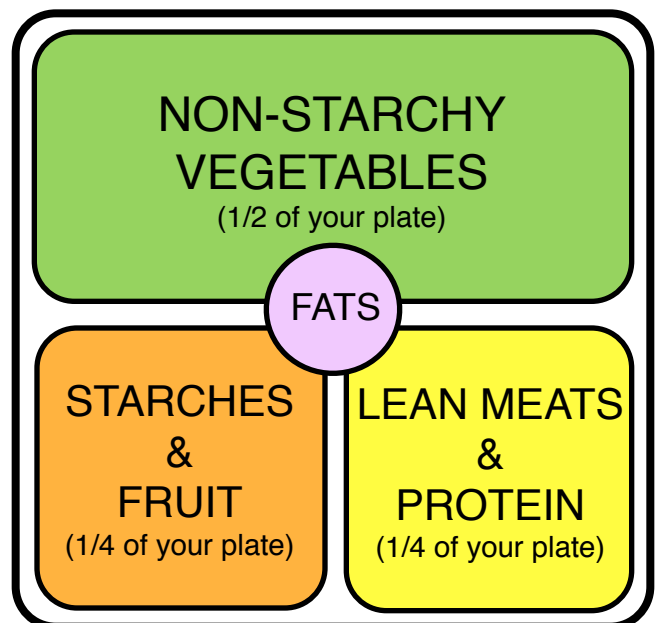 NON-STARCHY
VEGETABLES
(1/2 of your plate)
FATS
STARCHES
&
FRUIT
(1/4 of your plate)
LEAN MEATS
&
PROTEIN
(1/4 of your plate)